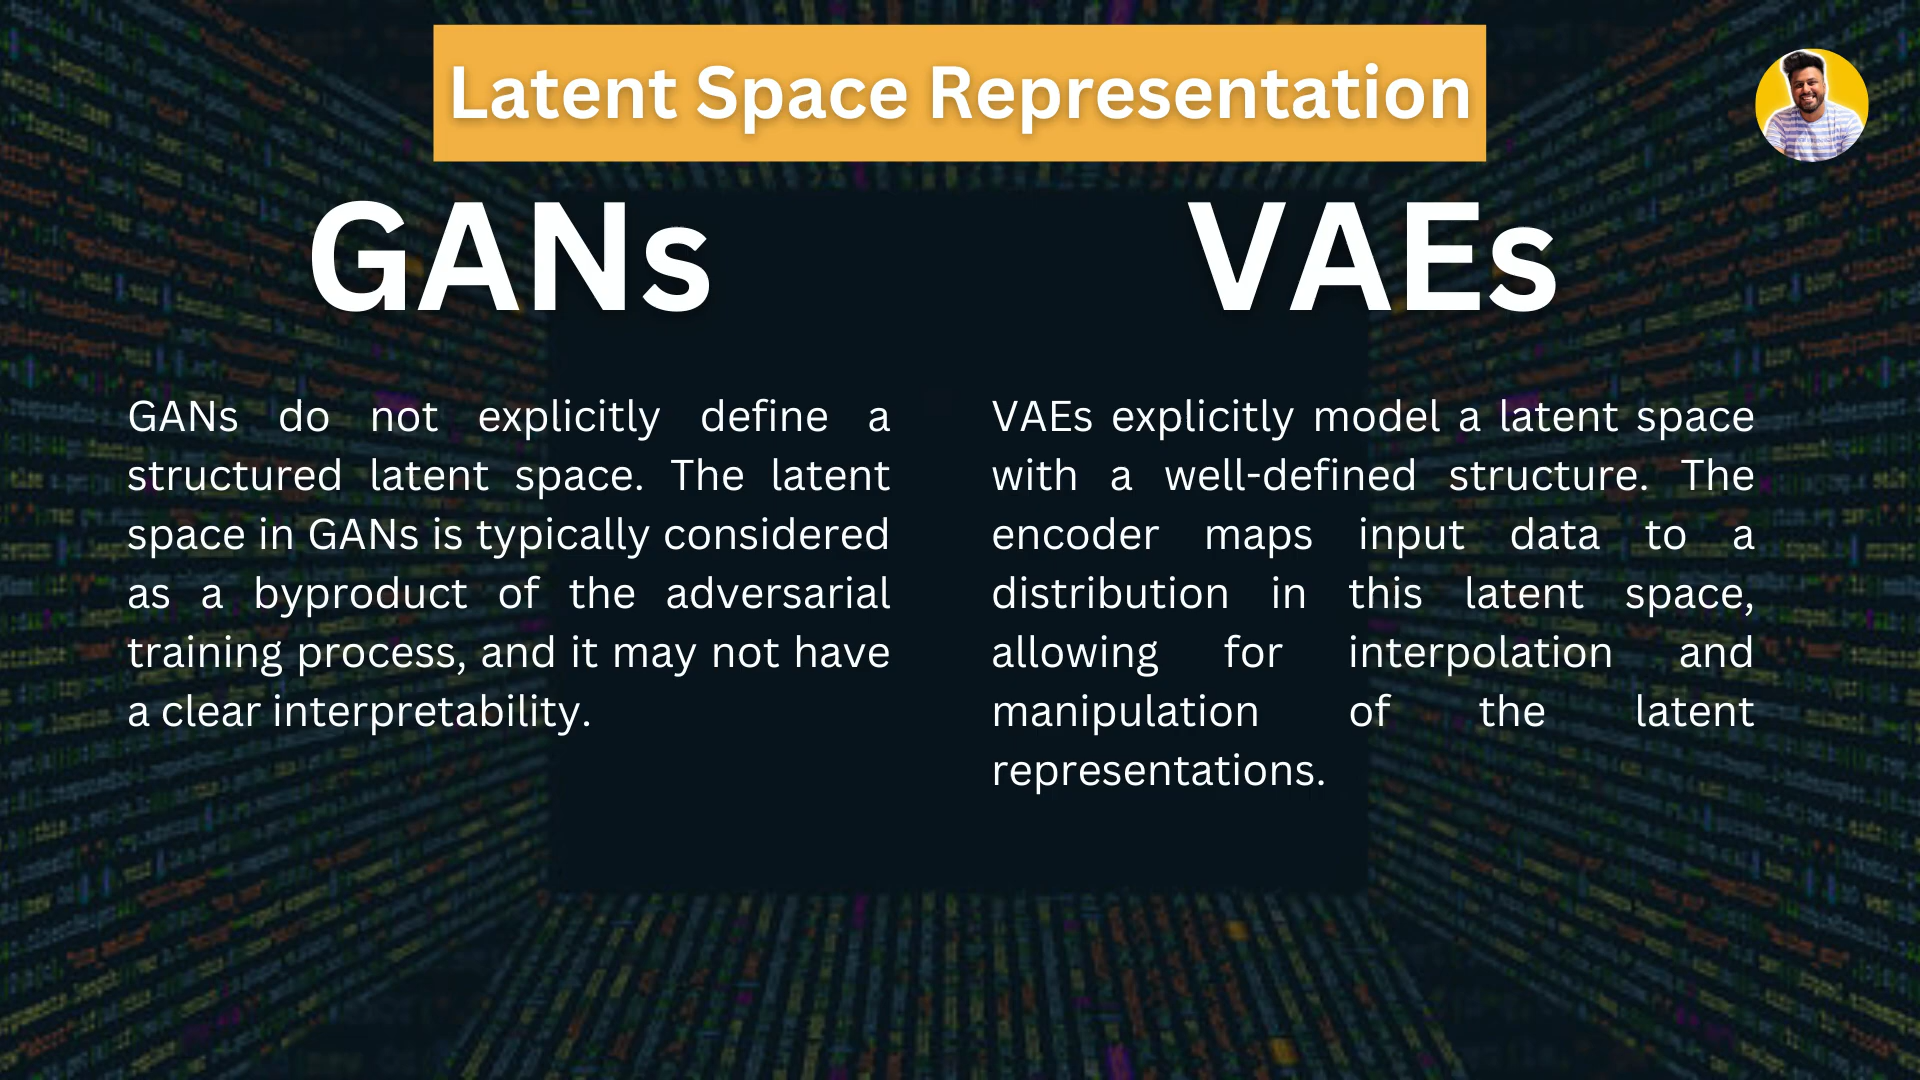 Latent Space Representation
GANs
GANs do not explicitly define a
structured latent space. The latent
space in GANs is typically considered
as a byproduct of the adversarial
training process, and it may not have
a clear interpretability.
VAEs
VAEs explicitly model a latent space
with a well-defined structure. The
encoder maps input data to a
distribution in this latent space,
allowing for interpolation and
manipulation of the latent
representations.